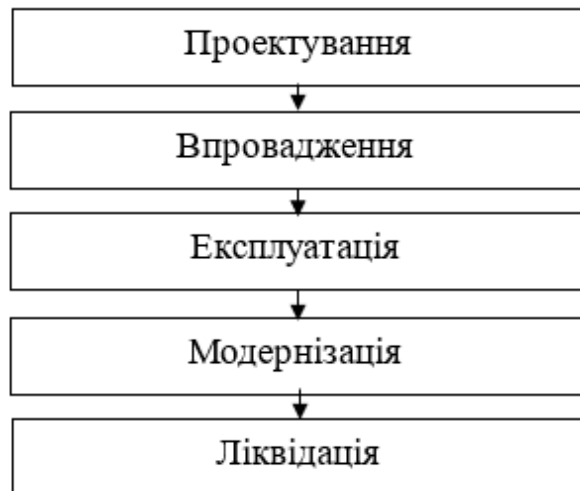 Проектування
Впровадження
Експлуатація
Модернізація
Ліквідація